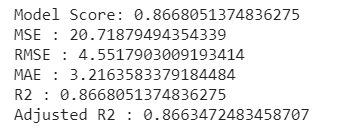 Model Score: 0.8668051374836275
MSE : 20.71879494354339
RMSE : 4.5517903009193414
MAE : 3.2163583379184484
R2 : 0.8668051374836275
Adjusted R2 : 0.8663472483458707